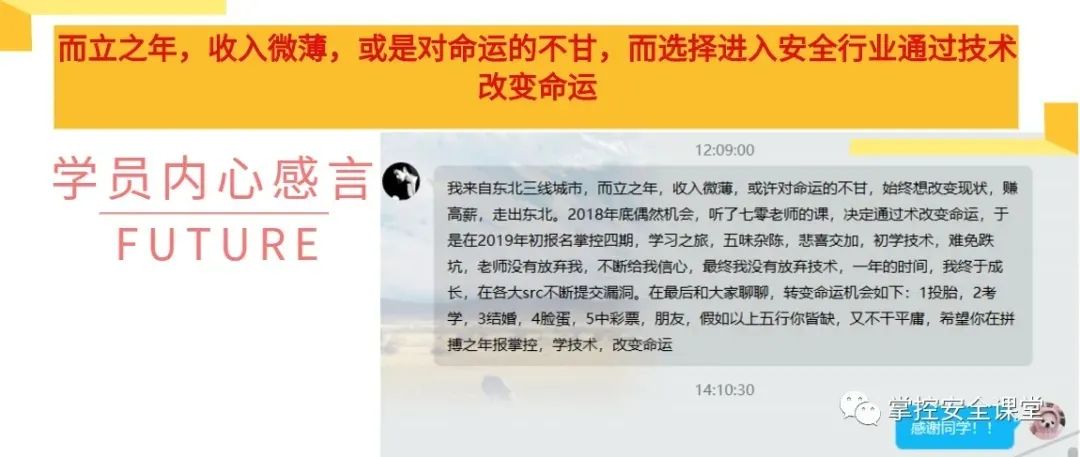 而立之年，收入微薄，或是对命运的不甘，而选择进入安全行业通过技术
改变命运
学员内心感言
FUTURE
12:09:00
我来自东北三线城市，而立之年，收入微薄，或许对命运的不甘，始终想改变现状，赚
高薪，走出东北。2018年底偶然机会，听了七零老师的课，决定通过术改变命运，于
是在2019年初报名掌控四期，学习之旅，五味杂陈，悲喜交加，初学技术，难免跌
坑，老师没有放弃我，不断给我信心，最终我没有放弃技术，一年的时间，我终于成
长，在各大src不断提交漏洞。在最后和大家聊聊，转变命运机会如下：1投胎，2考
学，3结婚，4脸蛋，5中彩票，朋友，假如以上五行你皆缺，又不干平庸，希望你在拼
搏之年报掌控，学技术，改变命运
14:10:30
掌控安全课堂
感谢同学！！